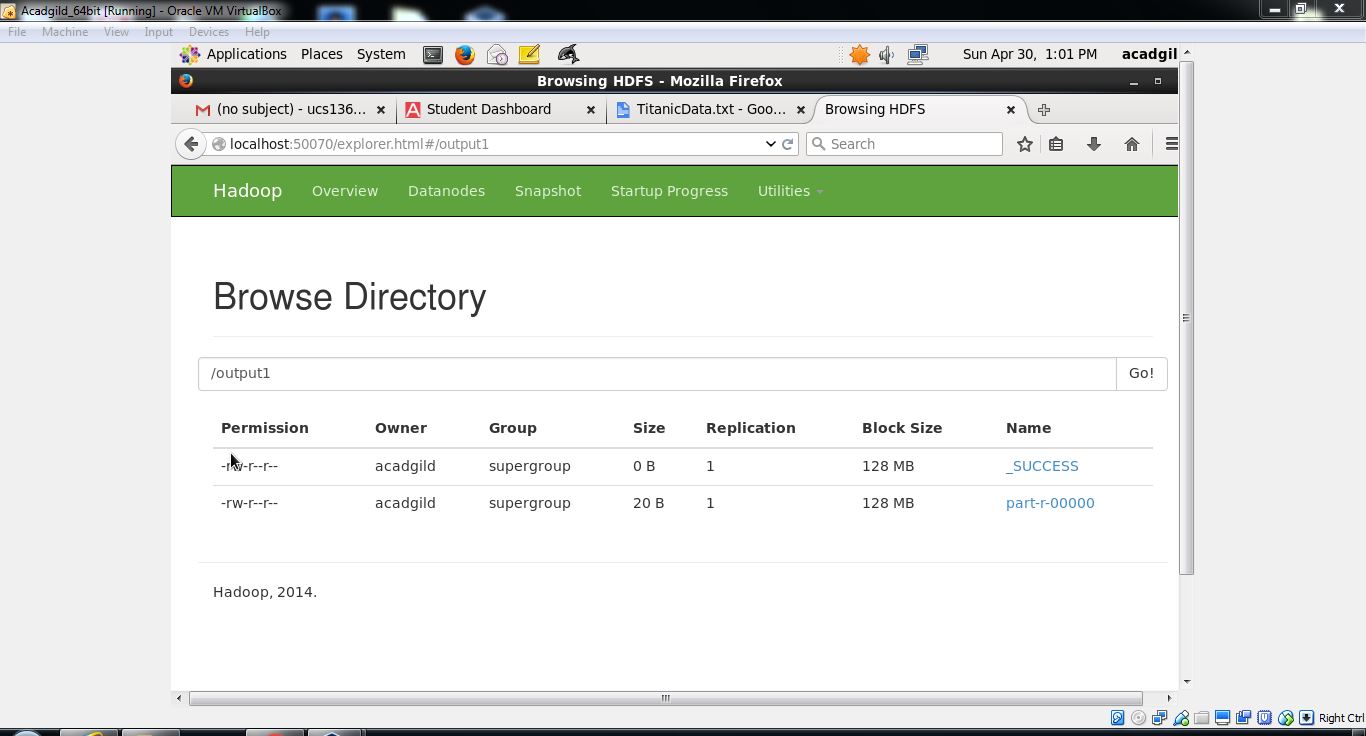 Acadgild_64bit [Running] - Oracle VM VirtualBox
File Machine View Input Devices Help
Applications Places System Sun Apr 30, 1:01 PM acadgil
Browsing HDFS - Mozilla Firefox
(no subject) - ucs136... Student Dashboard TitanicData.txt - Goo... Browsing HDFS
localhost:50070/explorer.html#/output1 Search
Hadoop Overview Datanodes Snapshot Startup Progress Utilities
Browse Directory
/output1 Go!
Permission Owner Group Size Replication Block Size Name
-rw-r--r-- acadgild supergroup 0 B 1 128 MB _SUCCESS
-rw-r--r-- acadgild supergroup 20 B 1 128 MB part-r-00000
Hadoop, 2014.
Right Ctrl